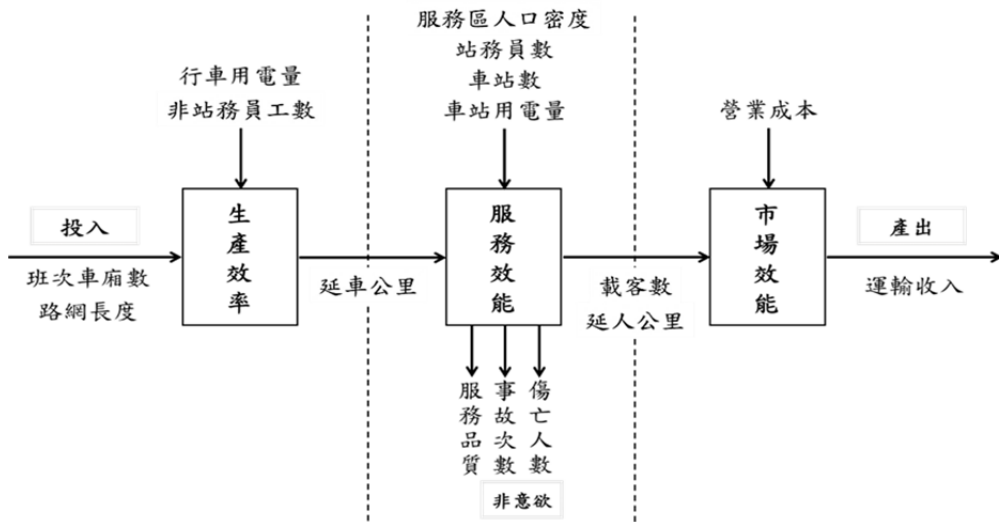 服務區人口密度
站務員數
車站數
車站用電量
行車用電量
非站務員工數
營業成本
投入
班次車廂數
路網長度
生產效率
延車公里
服務效能
載客數
延人公里
市場效能
產出
運輸收入
服務品質
事故次數
傷亡人數
非意欲